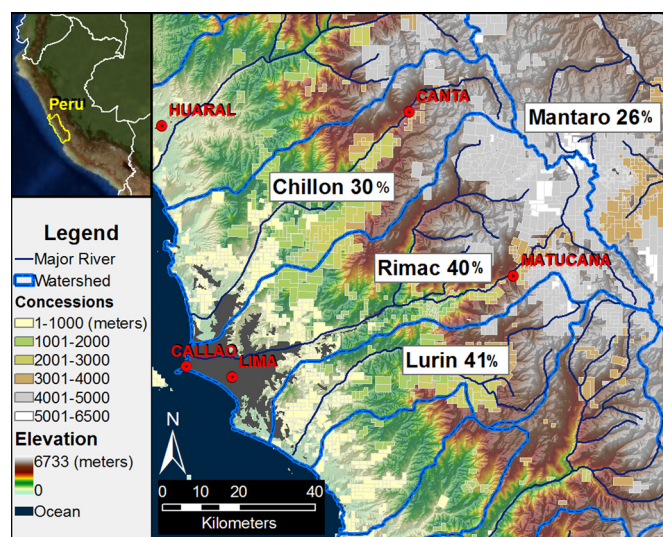 Peru
HUARAL
CANTA
Mantaro 26%
Chillon 30%
Rimac 40%
MATUCANA
Lurin 41%
CALLAO
LIMA
Legend
Major River
Watershed
Concessions
1-1000 (meters)
1001-2000
2001-3000
3001-4000
4001-5000
5001-6500
Elevation
6733 (meters)
0
Ocean
N
0 10 20 40
Kilometers